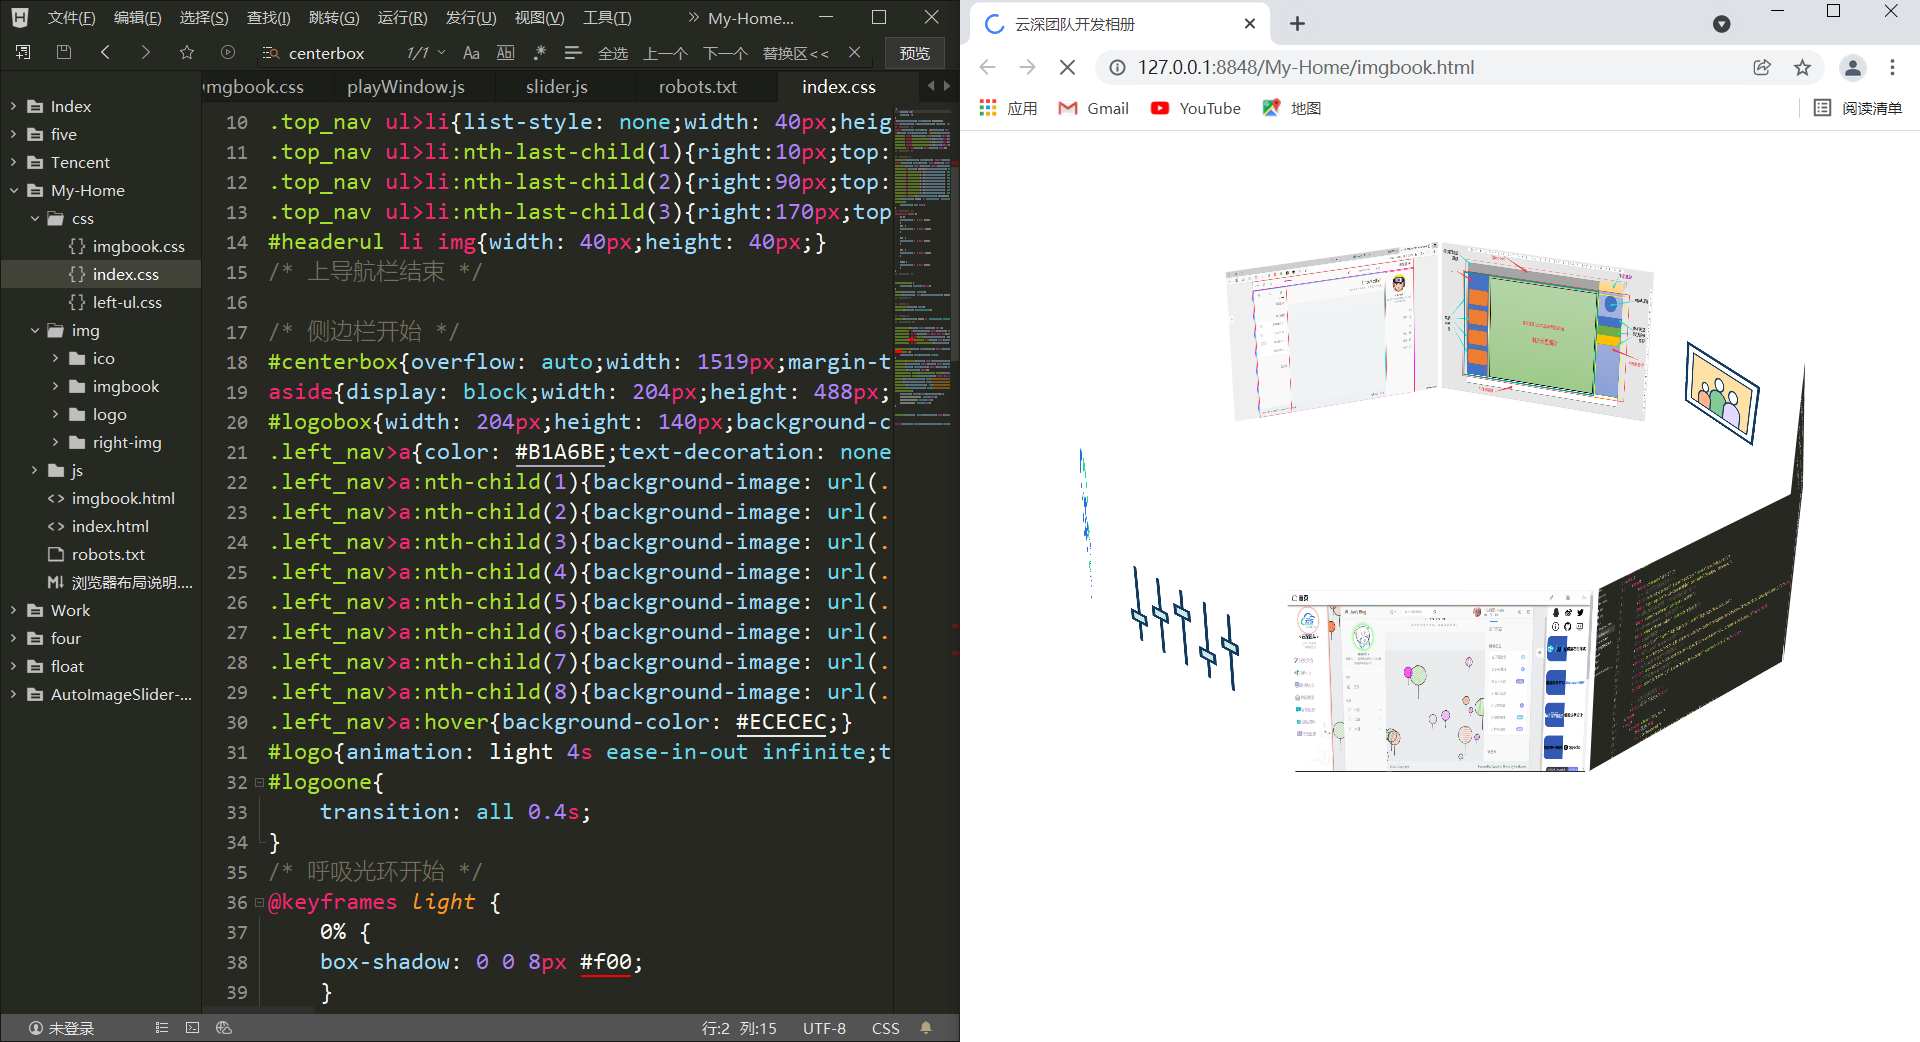 文件(F) 编辑(E) 选择(S) 查找(I) 跳转(G) 运行(R) 发行(U) 视图(V) 工具(T) My-Home...
centerbox 1/1 Aa 全选 上一个 下一个 替换区<< 预览
mgbook.css playWindow.js slider.js robots.txt index.css
Index
five
Tencent
My-Home
css
imgbook.css
index.css
left-ul.css
img
ico
imgbook
logo
right-img
js
imgbook.html
index.html
robots.txt
浏览器布局说明....
Work
four
float
AutoImageSlider-...
10 .top_nav ul>li{list-style: none;width: 40px;heig
11 .top_nav ul>li:nth-last-child(1){right:10px;top:
12 .top_nav ul>li:nth-last-child(2){right:90px;top:
13 .top_nav ul>li:nth-last-child(3){right:170px;top
14 #headerul li img{width: 40px;height: 40px;}
15 /* 上导航栏结束 */
16
17 /* 侧边栏开始 */
18 #centerbox{overflow: auto;width: 1519px;margin-t
19 aside{display: block;width: 204px;height: 488px;
20 #logobox{width: 204px;height: 140px;background-c
21 .left_nav>a{color: #B1A6BE;text-decoration: none
22 .left_nav>a:nth-child(1){background-image: url(.
23 .left_nav>a:nth-child(2){background-image: url(.
24 .left_nav>a:nth-child(3){background-image: url(.
25 .left_nav>a:nth-child(4){background-image: url(.
26 .left_nav>a:nth-child(5){background-image: url(.
27 .left_nav>a:nth-child(6){background-image: url(.
28 .left_nav>a:nth-child(7){background-image: url(.
29 .left_nav>a:nth-child(8){background-image: url(.
30 .left_nav>a:hover{background-color: #ECECEC;}
31 #logo{animation: light 4s ease-in-out infinite;t
32 #logoone{
33 transition: all 0.4s;
34 }
35 /* 呼吸光环开始 */
36 @keyframes light {
37 0% {
38 box-shadow: 0 0 8px #f00;
39 }
未登录 行:2 列:15 UTF-8 CSS
云深团队开发相册
127.0.0.1:8848/My-Home/imgbook.html
应用 Gmail YouTube 地图 阅读清单
首页